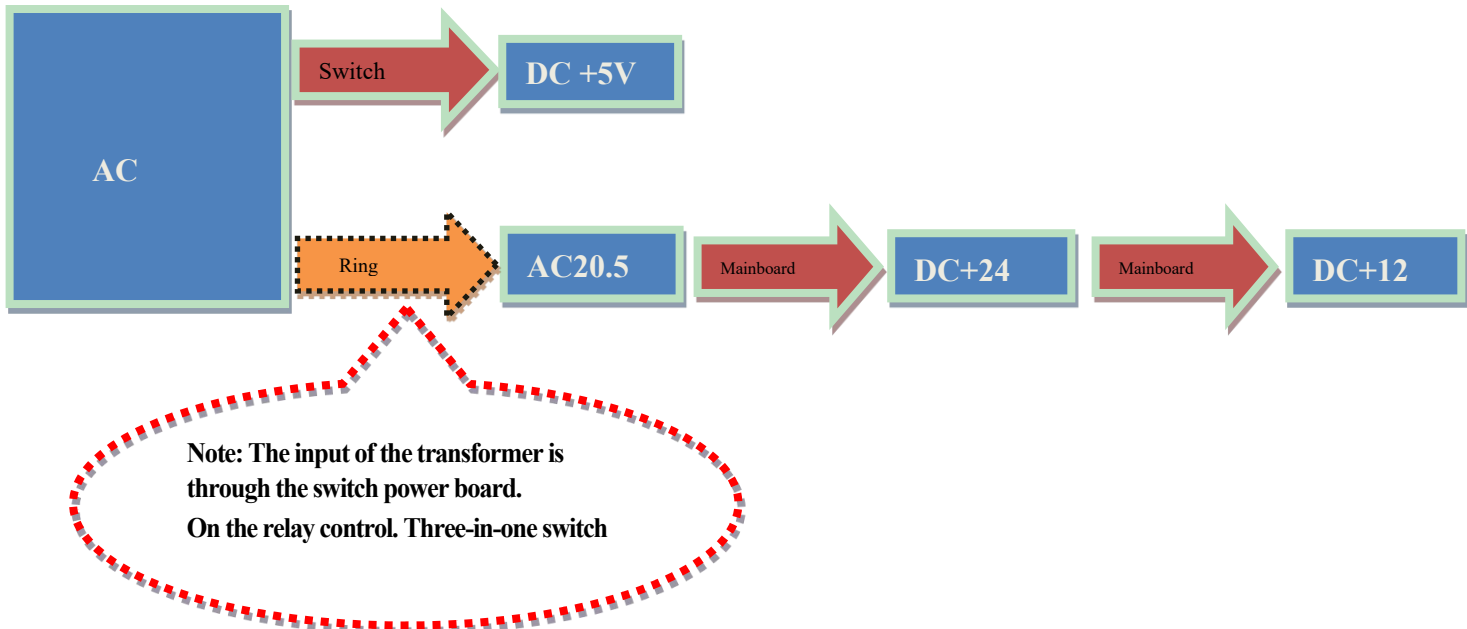 Switch
DC +5V
AC
Ring
AC20.5
Mainboard
DC+24
Mainboard
DC+12
Note: The input of the transformer is
through the switch power board.
On the relay control. Three-in-one switch